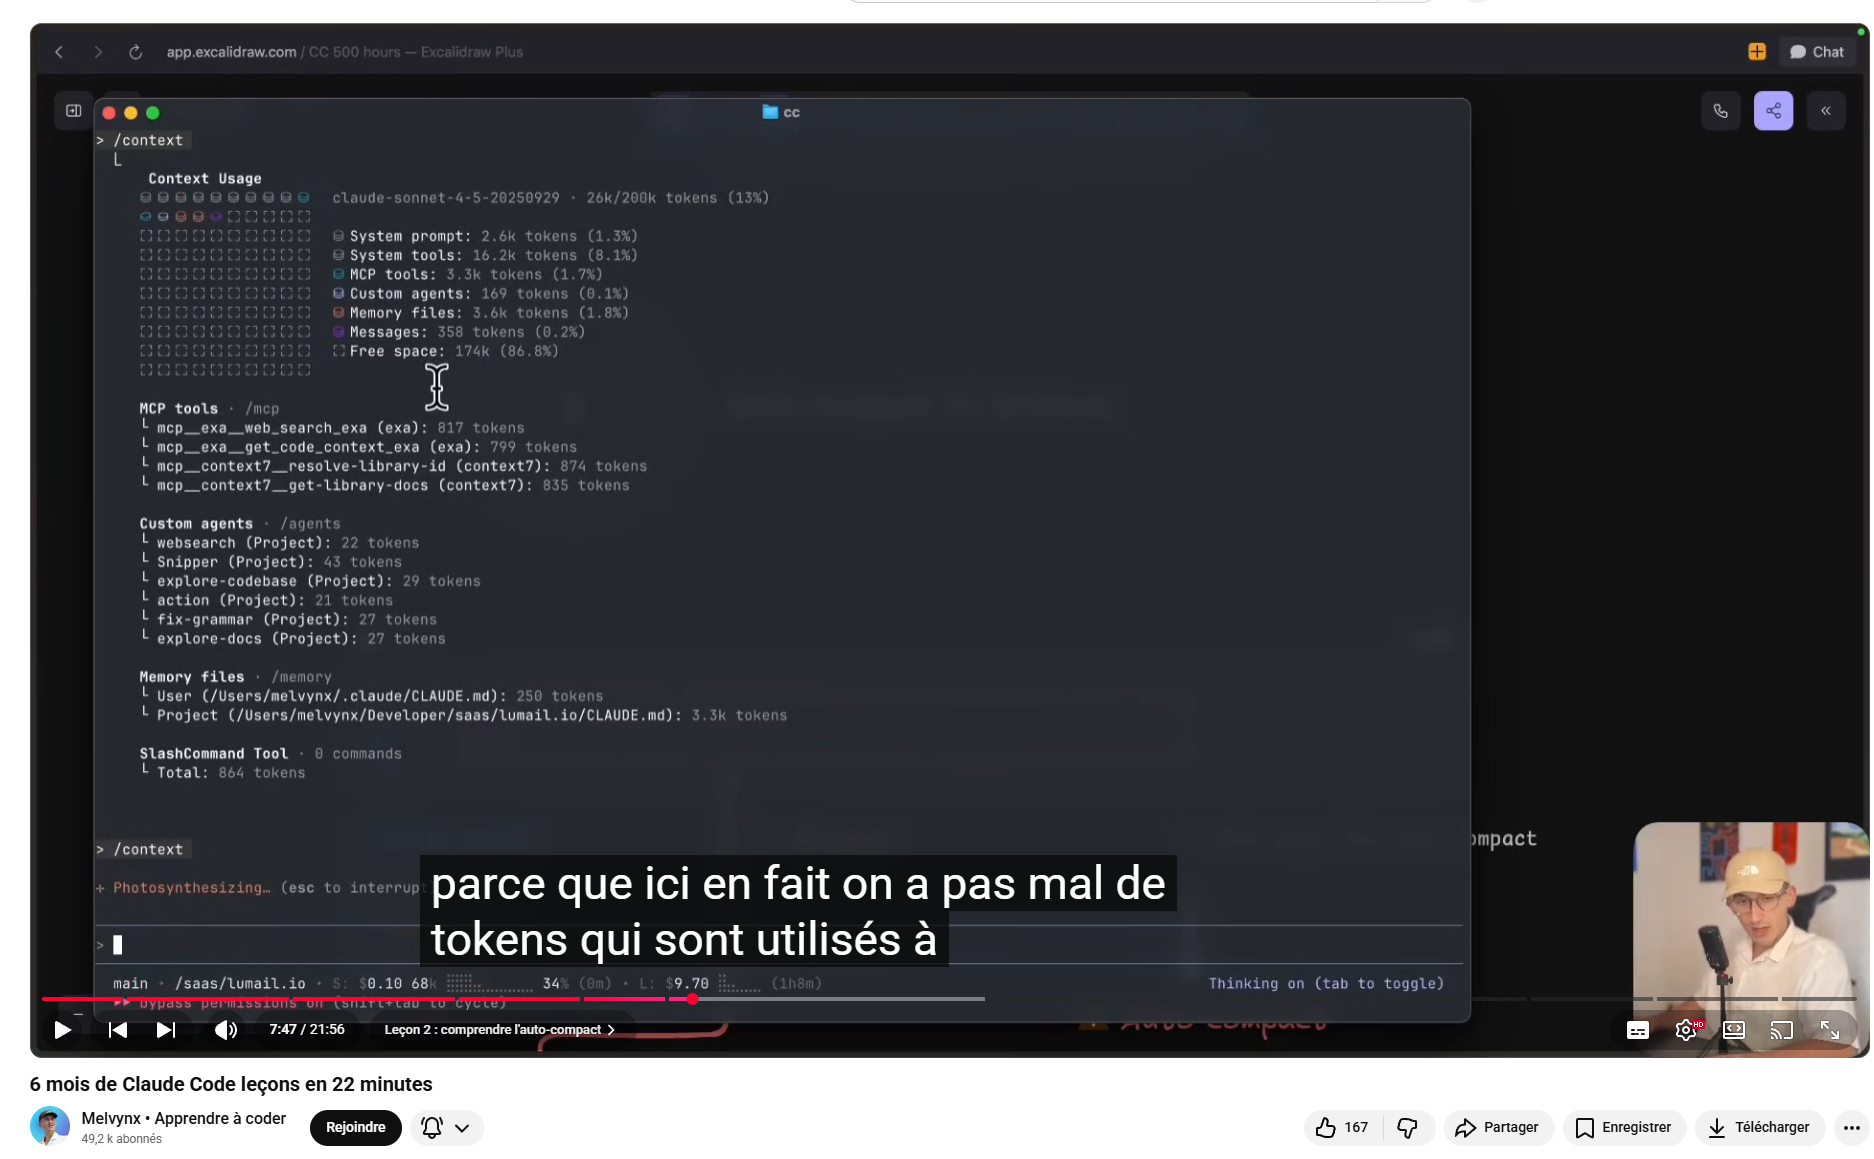 app.excalidraw.com / CC 500 hours — Excalidraw Plus
Chat
cc
> /context
Context Usage
claude-sonnet-4-5-20250929 · 26k/200k tokens (13%)
System prompt: 2.6k tokens (1.3%)
System tools: 16.2k tokens (8.1%)
MCP tools: 3.3k tokens (1.7%)
Custom agents: 169 tokens (0.1%)
Memory files: 3.6k tokens (1.8%)
Messages: 358 tokens (0.2%)
Free space: 174k (86.8%)
MCP tools · /mcp
└ mcp__exa__web_search_exa (exa): 817 tokens
└ mcp__exa__get_code_context_exa (exa): 799 tokens
└ mcp__context7__resolve-library-id (context7): 874 tokens
└ mcp__context7__get-library-docs (context7): 835 tokens
Custom agents · /agents
└ websearch (Project): 22 tokens
└ Snipper (Project): 43 tokens
└ explore-codebase (Project): 29 tokens
└ action (Project): 21 tokens
└ fix-grammar (Project): 27 tokens
└ explore-docs (Project): 27 tokens
Memory files · /memory
└ User (/Users/melvynx/.claude/CLAUDE.md): 250 tokens
└ Project (/Users/melvynx/Developer/saas/lumail.io/CLAUDE.md): 3.3k tokens
SlashCommand Tool · 0 commands
└ Total: 864 tokens
ompact
> /context
+ Photosynthesizing… (esc to interrupt
parce que ici en fait on a pas mal de
tokens qui sont utilisés à
>
main · /saas/lumail.io · S: $0.10 68k 34% (0m) · L: $9.70 (1h8m)
Thinking on (tab to toggle)
bypass permissions on (shift+tab to cycle)
7:47 / 21:56
Leçon 2 : comprendre l'auto-compact
Auto compact
HD
6 mois de Claude Code leçons en 22 minutes
Melvynx • Apprendre à coder
49,2 k abonnés
Rejoindre
167
Partager
Enregistrer
Télécharger